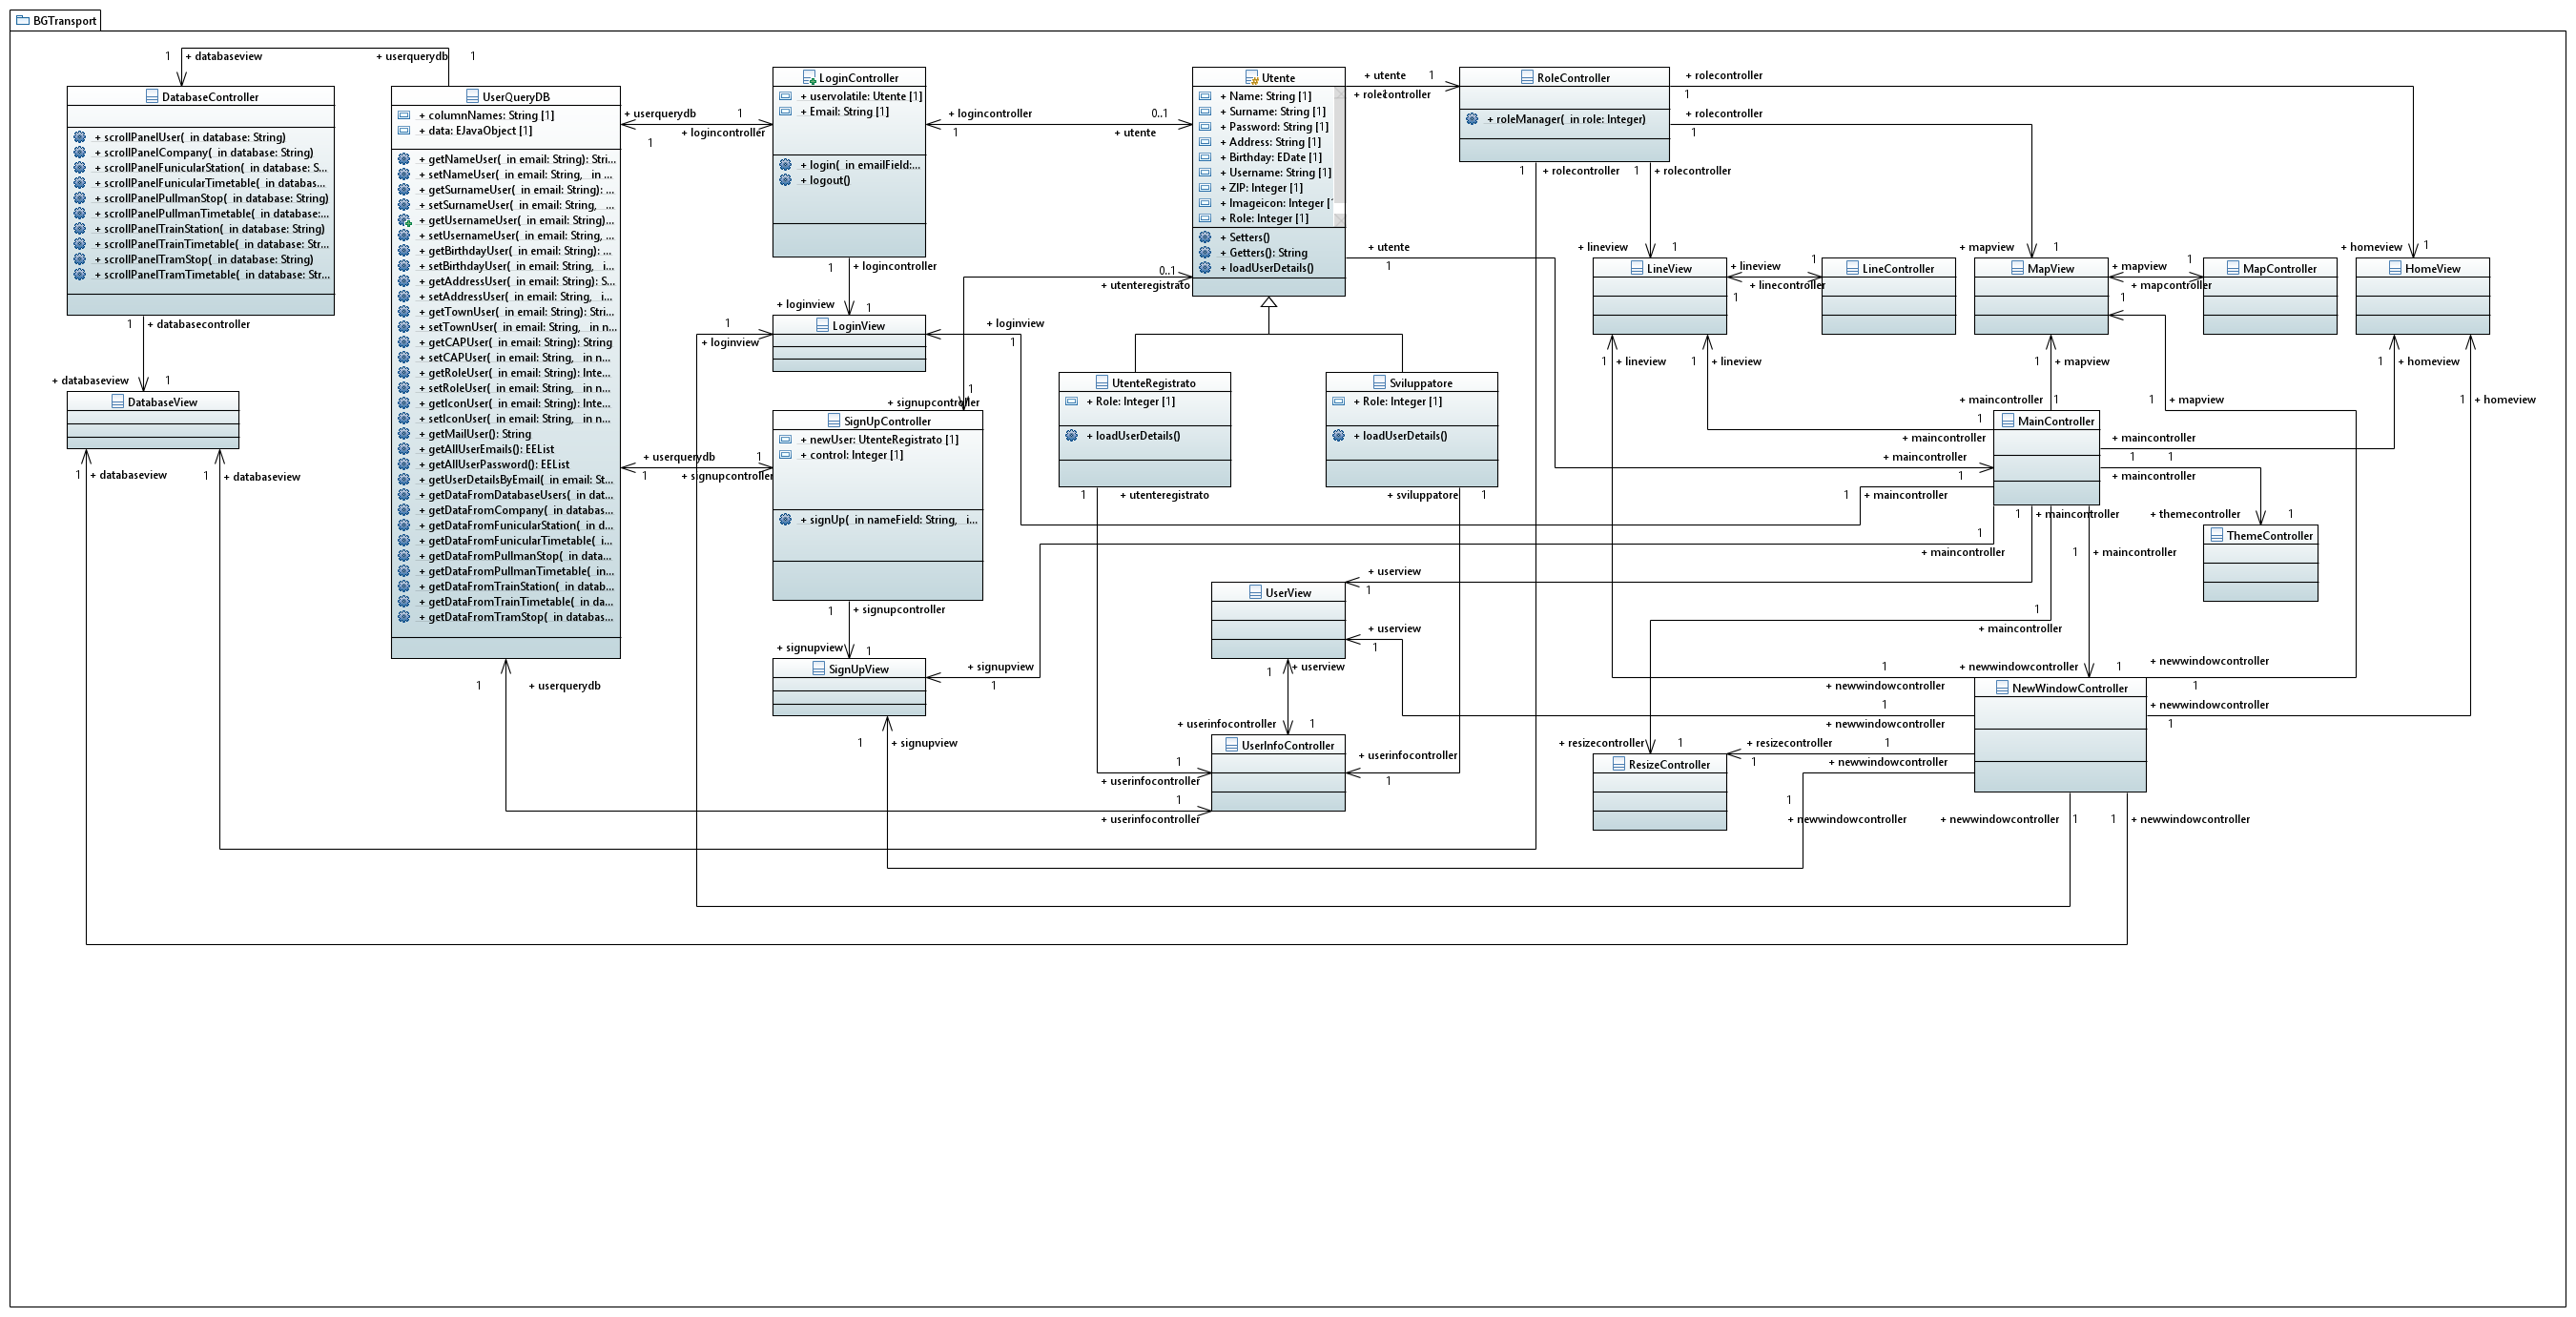 BGTransport
1
+ databaseview
+ userquerydb
1
DatabaseController
+ scrollPanelUser( in database: String)
+ scrollPanelCompany( in database: String)
+ scrollPanelFunicularStation( in database: S...
+ scrollPanelFunicularTimetable( in databas...
+ scrollPanelPullmanStop( in database: String)
+ scrollPanelPullmanTimetable( in database:...
+ scrollPanelTrainStation( in database: String)
+ scrollPanelTrainTimetable( in database: Str...
+ scrollPanelTramStop( in database: String)
+ scrollPanelTramTimetable( in database: Str...
1
+ databasecontroller
+ databaseview
1
DatabaseView
1
+ databaseview
1
+ databaseview
UserQueryDB
+ columnNames: String [1]
+ data: EJavaObject [1]
+ getNameUser( in email: String): Stri...
+ setNameUser( in email: String, in ...
+ getSurnameUser( in email: String): ...
+ setSurnameUser( in email: String, ...
+ getUsernameUser( in email: String)...
+ setUsernameUser( in email: String, ...
+ getBirthdayUser( in email: String): ...
+ setBirthdayUser( in email: String, i...
+ getAddressUser( in email: String): S...
+ setAddressUser( in email: String, i...
+ getTownUser( in email: String): Stri...
+ setTownUser( in email: String, in n...
+ getCAPUser( in email: String): String
+ setCAPUser( in email: String, in n...
+ getRoleUser( in email: String): Inte...
+ setRoleUser( in email: String, in n...
+ getIconUser( in email: String): Inte...
+ setIconUser( in email: String, in n...
+ getMailUser(): String
+ getAllUserEmails(): EEList
+ getAllUserPassword(): EEList
+ getUserDetailsByEmail( in email: St...
+ getDataFromDatabaseUsers( in dat...
+ getDataFromCompany( in databas...
+ getDataFromFunicularStation( in d...
+ getDataFromFunicularTimetable( i...
+ getDataFromPullmanStop( in data...
+ getDataFromPullmanTimetable( in...
+ getDataFromTrainStation( in datab...
+ getDataFromTrainTimetable( in da...
+ getDataFromTramStop( in databas...
1
+ userquerydb
+ userquerydb
1
1
+ logincontroller
LoginController
+ uservolatile: Utente [1]
+ Email: String [1]
+ login( in emailField:...
+ logout()
1
+ logincontroller
+ loginview
1
LoginView
1
+ loginview
+ loginview
1
+ logincontroller
1
0..1
+ utente
0..1
+ utenteregistrato
1
+ signupcontroller
SignUpController
+ newUser: UtenteRegistrato [1]
+ control: Integer [1]
+ signUp( in nameField: String, i...
+ userquerydb
1
1
+ signupcontroller
1
+ signupcontroller
+ signupview
1
SignUpView
+ signupview
1
1
+ signupview
Utente
+ Name: String [1]
+ Surname: String [1]
+ Password: String [1]
+ Address: String [1]
+ Birthday: EDate [1]
+ Username: String [1]
+ ZIP: Integer [1]
+ Imageicon: Integer [
+ Role: Integer [1]
+ Setters()
+ Getters(): String
+ loadUserDetails()
+ utente
1
+ rolecontroller
1
+ utente
1
UtenteRegistrato
+ Role: Integer [1]
+ loadUserDetails()
1
+ utenteregistrato
Sviluppatore
+ Role: Integer [1]
+ loadUserDetails()
+ sviluppatore
1
+ userview
1
UserView
+ userview
1
1
+ userview
+ userinfocontroller
1
UserInfoController
1
+ userinfocontroller
+ userinfocontroller
1
1
+ userinfocontroller
RoleController
+ roleManager( in role: Integer)
+ rolecontroller
1
+ rolecontroller
1
1
+ rolecontroller
1
+ rolecontroller
+ lineview
1
LineView
+ lineview
1
+ linecontroller
1
LineController
1
+ lineview
1
+ lineview
+ mapview
1
MapView
+ mapview
1
+ mapcontroller
1
MapController
+ mapview
1
+ mapview
+ homeview
1
HomeView
1
+ homeview
1
+ homeview
+ maincontroller
1
MainController
1
+ maincontroller
+ maincontroller
1
+ maincontroller
1
1
+ maincontroller
1
+ maincontroller
1
+ maincontroller
1
+ maincontroller
1
+ maincontroller
1
+ maincontroller
+ themecontroller
1
ThemeController
+ newwindowcontroller
1
+ newwindowcontroller
1
1
+ newwindowcontroller
NewWindowController
+ newwindowcontroller
1
1
+ newwindowcontroller
+ resizecontroller
1
+ resizecontroller
1
1
+ newwindowcontroller
ResizeController
1
+ newwindowcontroller
+ newwindowcontroller
1
1
+ newwindowcontroller